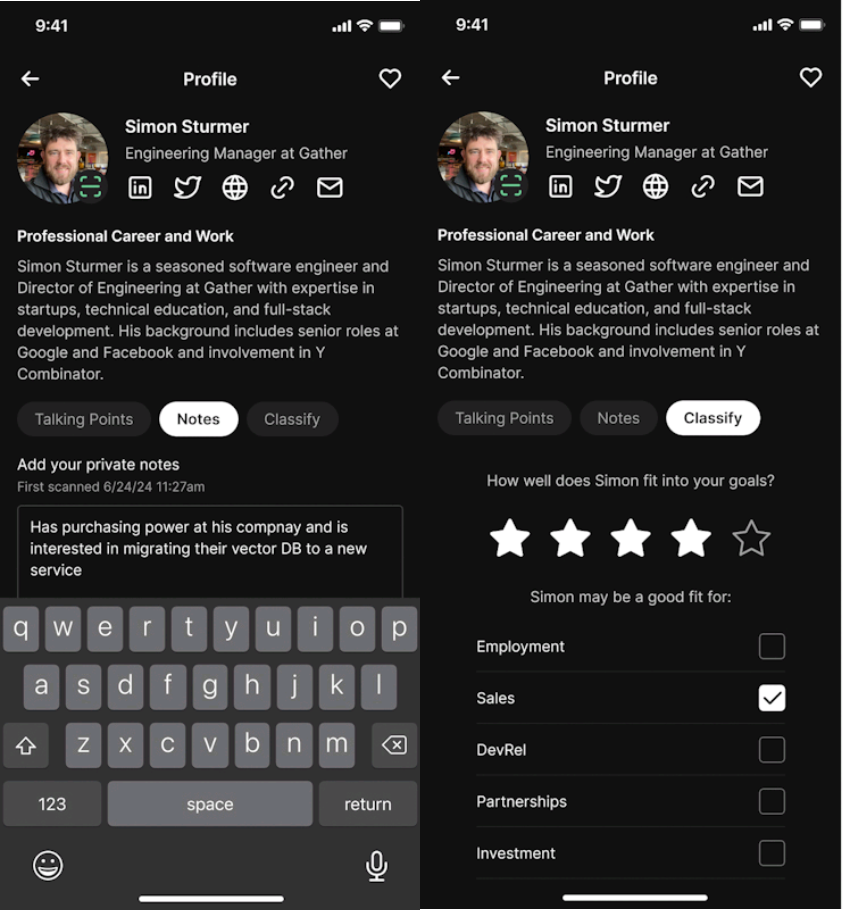 9:41
Profile
Simon Sturmer
Engineering Manager at Gather
in
Professional Career and Work
Simon Sturmer is a seasoned software engineer and
Director of Engineering at Gather with expertise in
startups, technical education, and full-stack
development. His background includes senior roles at
Google and Facebook and involvement in Y
Combinator.
Talking Points Notes Classify
Add your private notes
First scanned 6/24/24 11:27am
Has purchasing power at his compnay and is
interested in migrating their vector DB to a new
service
q w e r t y u i o p
a s d f g h j k l
z x c v b n m
123 space return
9:41
Profile
Simon Sturmer
Engineering Manager at Gather
in
Professional Career and Work
Simon Sturmer is a seasoned software engineer and
Director of Engineering at Gather with expertise in
startups, technical education, and full-stack
development. His background includes senior roles at
Google and Facebook and involvement in Y
Combinator.
Talking Points Notes Classify
How well does Simon fit into your goals?
Simon may be a good fit for:
Employment
Sales
DevRel
Partnerships
Investment